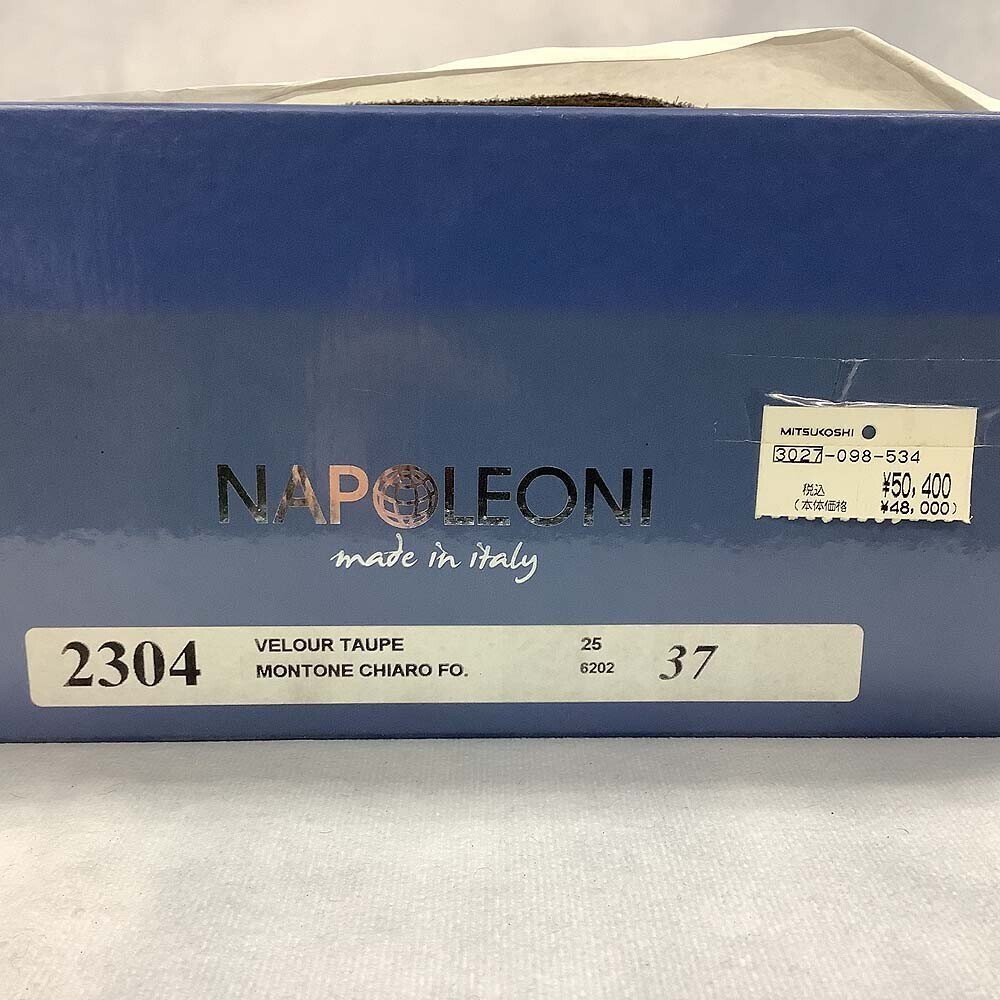 MITSUKOSHI
3027-098-534
税込 ¥50,400
(本体価格 ¥48,000)
NAPOLEONI
made in italy
2304 VELOUR TAUPE 25 37
MONTONE CHIARO FO. 6202